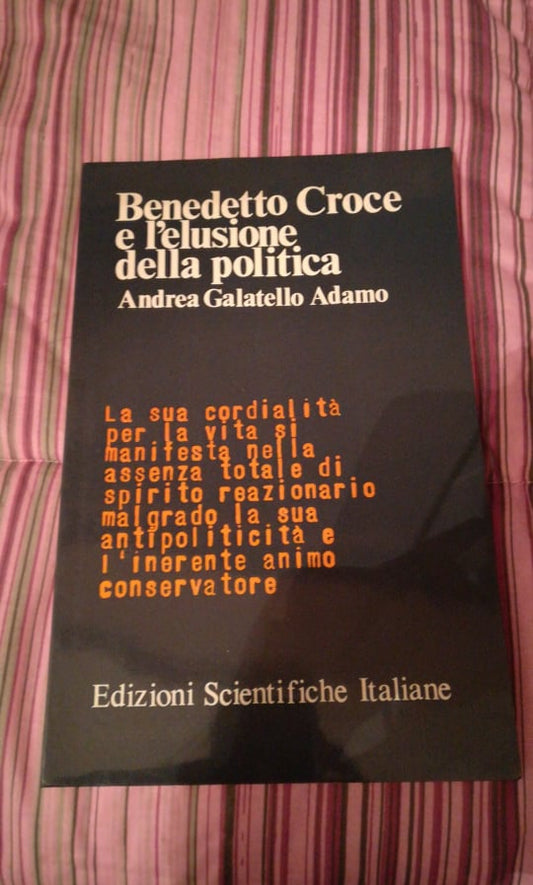 Benedetto Croce
e l'elusione
della politica
Andrea Galatello Adamo
La sua cordialità
per la vita si
manifesta nella
assenza totale di
spirito reazionario
malgrado la sua
antipoliticità e
l'inerente animo
conservatore
Edizioni Scientifiche Italiane